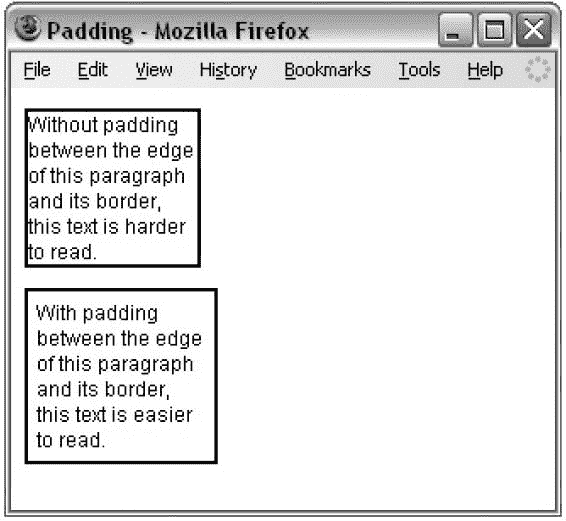 Padding - Mozilla Firefox
File Edit View History Bookmarks Tools Help
Without padding
between the edge
of this paragraph
and its border,
this text is harder
to read.
With padding
between the edge
of this paragraph
and its border,
this text is easier
to read.